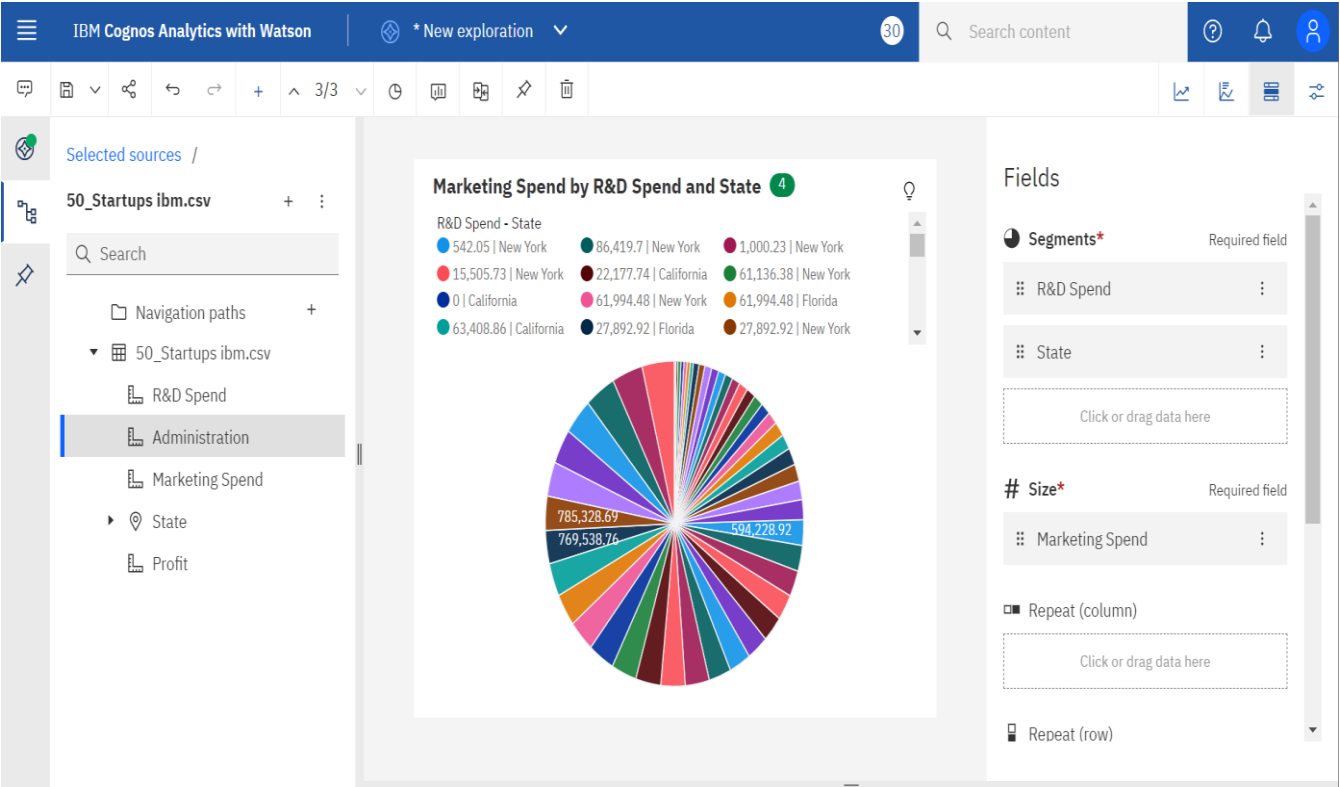 IBM Cognos Analytics with Watson
* New exploration
30
Search content
3/3
Selected sources /
50_Startups ibm.csv
Search
Navigation paths
50_Startups ibm.csv
R&D Spend
Administration
Marketing Spend
State
Profit
Marketing Spend by R&D Spend and State 4
R&D Spend - State
542.05 | New York 86,419.7 | New York 1,000.23 | New York
15,505.73 | New York 22,177.74 | California 61,136.38 | New York
0 | California 61,994.48 | New York 61,994.48 | Florida
63,408.86 | California 27,892.92 | Florida 27,892.92 | New York
785,328.69
769,538.76
594,228.92
Fields
Segments* Required field
R&D Spend
State
Click or drag data here
# Size* Required field
Marketing Spend
Repeat (column)
Click or drag data here
Repeat (row)